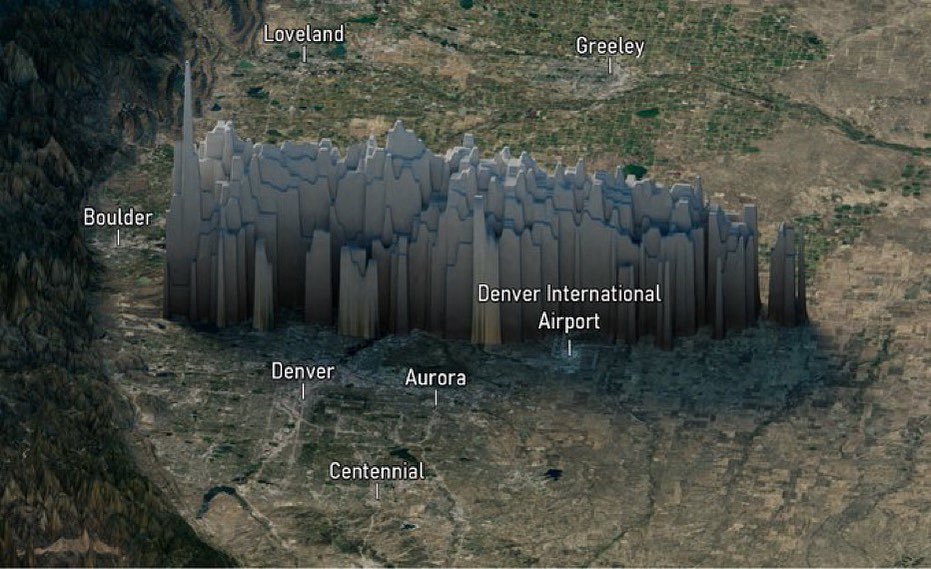 Loveland
Greeley
Boulder
Denver International
Airport
Denver
Aurora
Centennial